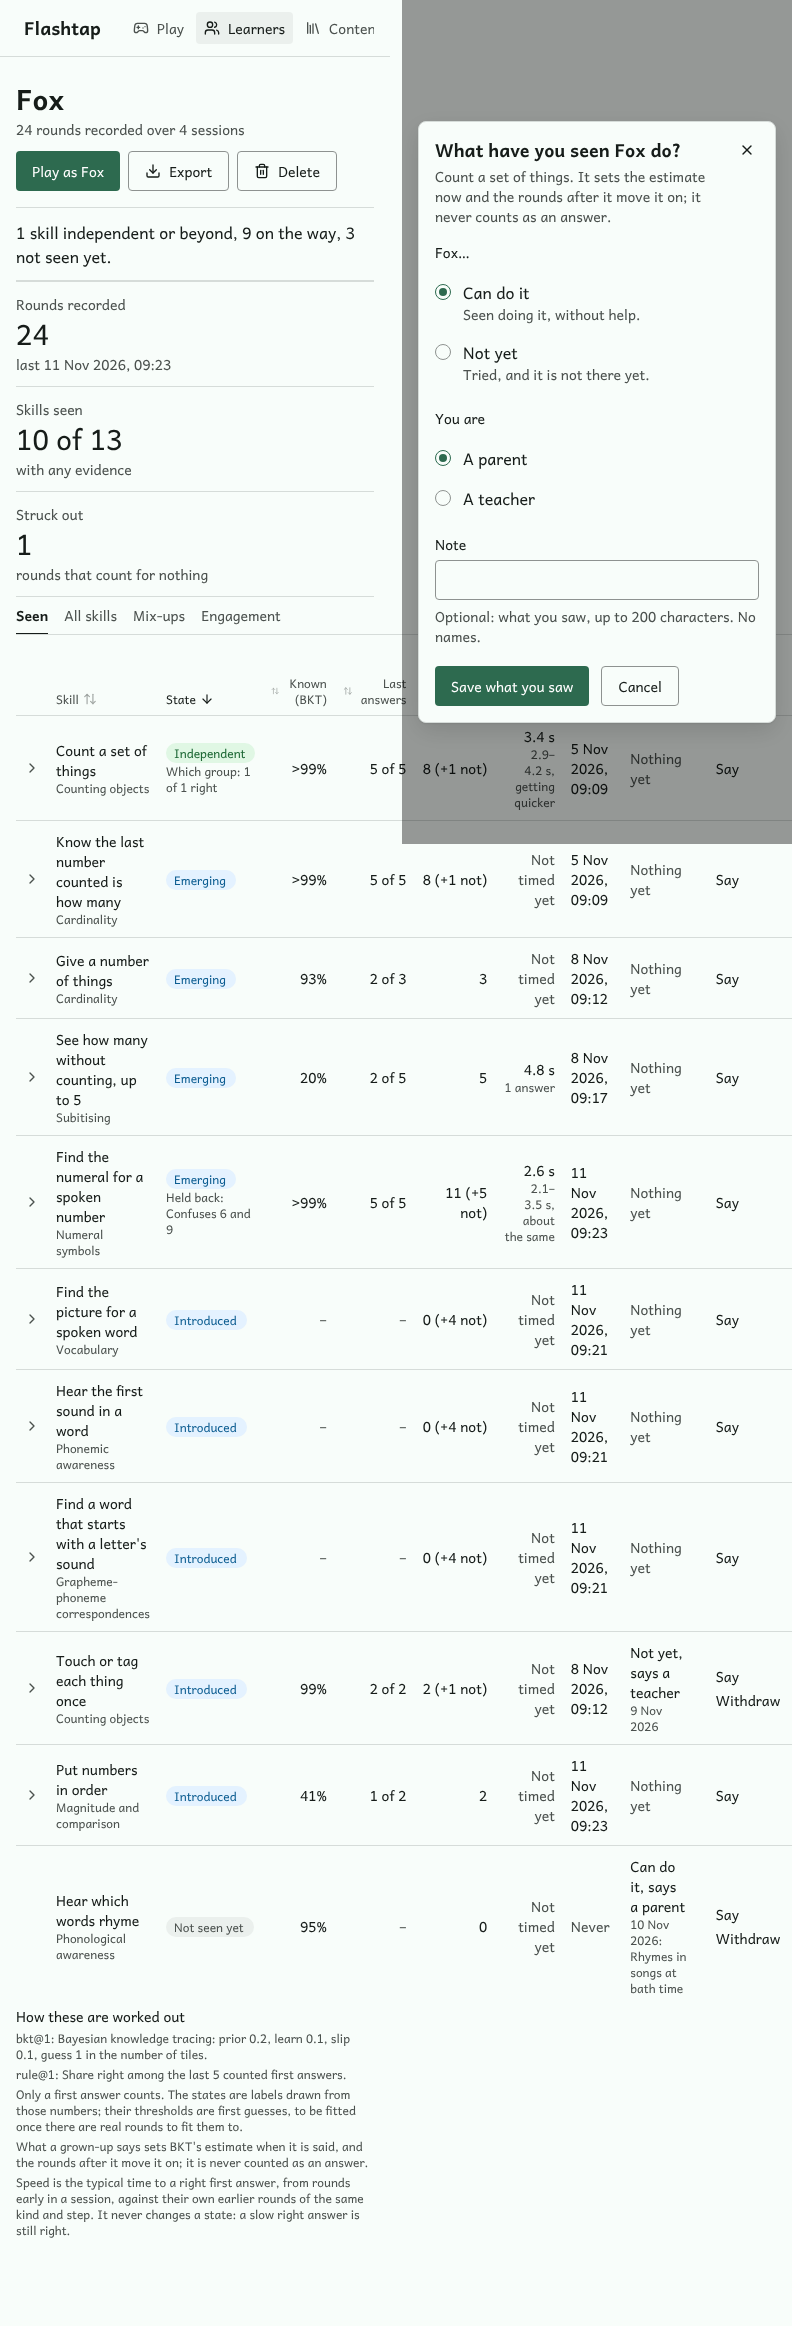 Flashtap
Play
Learners
Conten
Fox
24 rounds recorded over 4 sessions
Play as Fox
Export
Delete
1 skill independent or beyond, 9 on the way, 3
not seen yet.
Rounds recorded
24
last 11 Nov 2026, 09:23
Skills seen
10 of 13
with any evidence
Struck out
1
rounds that count for nothing
Seen
All skills
Mix-ups
Engagement
What have you seen Fox do?
Count a set of things. It sets the estimate
now and the rounds after it move it on; it
never counts as an answer.
Fox...
Can do it
Seen doing it, without help.
Not yet
Tried, and it is not there yet.
You are
A parent
A teacher
Note
Optional: what you saw, up to 200 characters. No
names.
Save what you saw
Cancel
Skill
State
Known
(BKT)
Last
answers
Count a set of
things
Counting objects
Independent
Which group: 1
of 1 right
>99%
5 of 5
8 (+1 not)
3.4 s
2.9–
4.2 s,
getting
quicker
5 Nov
2026,
09:09
Nothing
yet
Say
Know the last
number
counted is
how many
Cardinality
Emerging
>99%
5 of 5
8 (+1 not)
Not
timed
yet
5 Nov
2026,
09:09
Nothing
yet
Say
Give a number
of things
Cardinality
Emerging
93%
2 of 3
3
Not
timed
yet
8 Nov
2026,
09:12
Nothing
yet
Say
See how many
without
counting, up
to 5
Subitising
Emerging
20%
2 of 5
5
4.8 s
1 answer
8 Nov
2026,
09:17
Nothing
yet
Say
Find the
numeral for a
spoken
number
Numeral
symbols
Emerging
Held back:
Confuses 6 and
9
>99%
5 of 5
11 (+5
not)
2.6 s
2.1–
3.5 s,
about
the same
11
Nov
2026,
09:23
Nothing
yet
Say
Find the
picture for a
spoken word
Vocabulary
Introduced
–
–
0 (+4 not)
Not
timed
yet
11
Nov
2026,
09:21
Nothing
yet
Say
Hear the first
sound in a
word
Phonemic
awareness
Introduced
–
–
0 (+4 not)
Not
timed
yet
11
Nov
2026,
09:21
Nothing
yet
Say
Find a word
that starts
with a letter's
sound
Grapheme-
phoneme
correspondences
Introduced
–
–
0 (+4 not)
Not
timed
yet
11
Nov
2026,
09:21
Nothing
yet
Say
Touch or tag
each thing
once
Counting objects
Introduced
99%
2 of 2
2 (+1 not)
Not
timed
yet
8 Nov
2026,
09:12
Not yet,
says a
teacher
9 Nov
2026
Say
Withdraw
Put numbers
in order
Magnitude and
comparison
Introduced
41%
1 of 2
2
Not
timed
yet
11
Nov
2026,
09:23
Nothing
yet
Say
Hear which
words rhyme
Phonological
awareness
Not seen yet
95%
–
0
Not
timed
yet
Never
Can do
it, says
a parent
10 Nov
2026:
Rhymes in
songs at
bath time
Say
Withdraw
How these are worked out
bkt@1: Bayesian knowledge tracing: prior 0.2, learn 0.1, slip
0.1, guess 1 in the number of tiles.
rule@1: Share right among the last 5 counted first answers.
Only a first answer counts. The states are labels drawn from
those numbers; their thresholds are first guesses, to be fitted
once there are real rounds to fit them to.
What a grown-up says sets BKT's estimate when it is said, and
the rounds after it move it on; it is never counted as an answer.
Speed is the typical time to a right first answer, from rounds
early in a session, against their own earlier rounds of the same
kind and step. It never changes a state: a slow right answer is
still right.